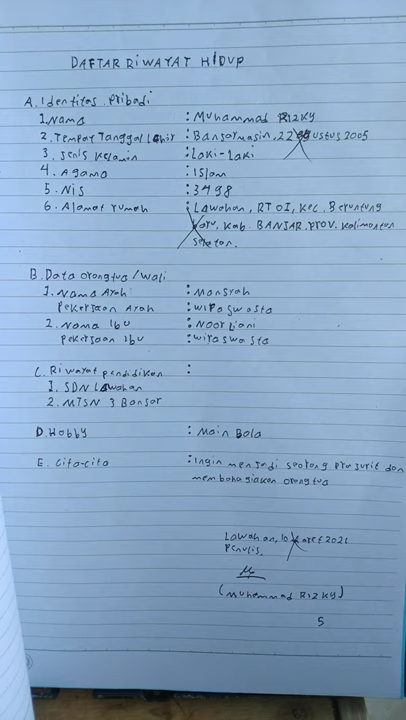 DAFTAR RIWAYAT HIDUP
A. Identitas Pribadi
1. Nama : Muhammad RIZKY
2. Tempat Tanggal Lahir : Bansarmasin, 22 Agustus 2005
3. Jenis Kelamin : Laki-Laki
4. Agama : Islam
5. Nis : 3498
6. Alamat rumah : Lawahan, RT 01, Kec. Beruntung
Baru, Kab. BANJAR. Prov. Kalimantan
Selatan.
B. Data orangtua / wali
1. Nama Ayah : Mansyah
Pekerjaan Ayah : wiraswasta
2. Nama Ibu : Noorliani
Pekerjaan Ibu : wiraswasta
C. Riwayat pendidikan :
1. SDN Lawahan
2. MTSN 3 Banjar
D. Hobby : Main Bola
E. Cita-cita : Ingin menjadi seorang prajurit dan
membahagiakan orangtua
Lawahan, 10 Maret 2021
Penulis.
(Muhammad RIZKY)
5